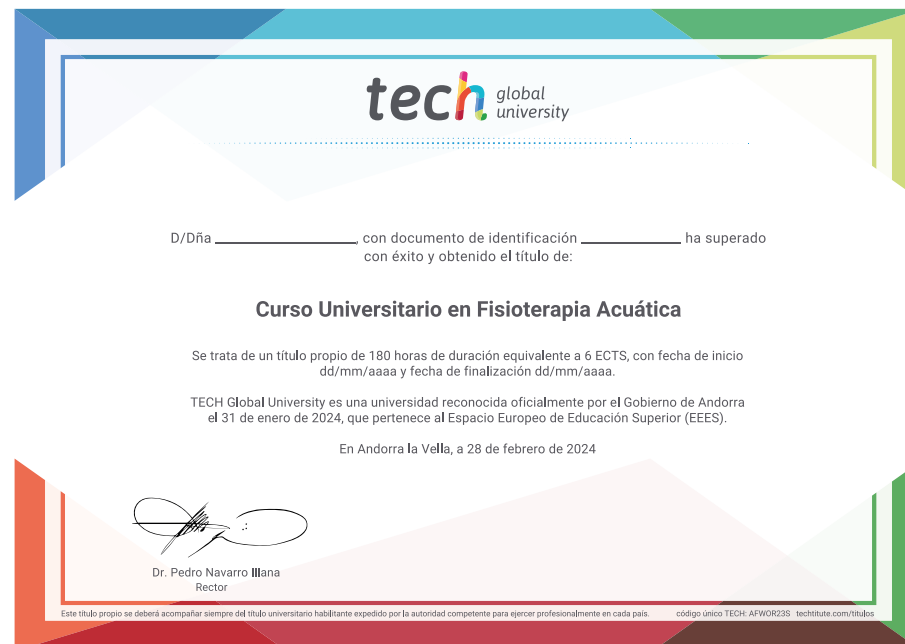 tech global
university
D/Dña ____________________, con documento de identificación ______________ ha superado
con éxito y obtenido el título de:
Curso Universitario en Fisioterapia Acuática
Se trata de un título propio de 180 horas de duración equivalente a 6 ECTS, con fecha de inicio
dd/mm/aaaa y fecha de finalización dd/mm/aaaa.
TECH Global University es una universidad reconocida oficialmente por el Gobierno de Andorra
el 31 de enero de 2024, que pertenece al Espacio Europeo de Educación Superior (EEES).
En Andorra la Vella, a 28 de febrero de 2024
Dr. Pedro Navarro Illana
Rector
Este título propio se deberá acompañar siempre del título universitario habilitante expedido por la autoridad competente para ejercer profesionalmente en cada país. código único TECH: AFWOR23S techtitute.com/titulos